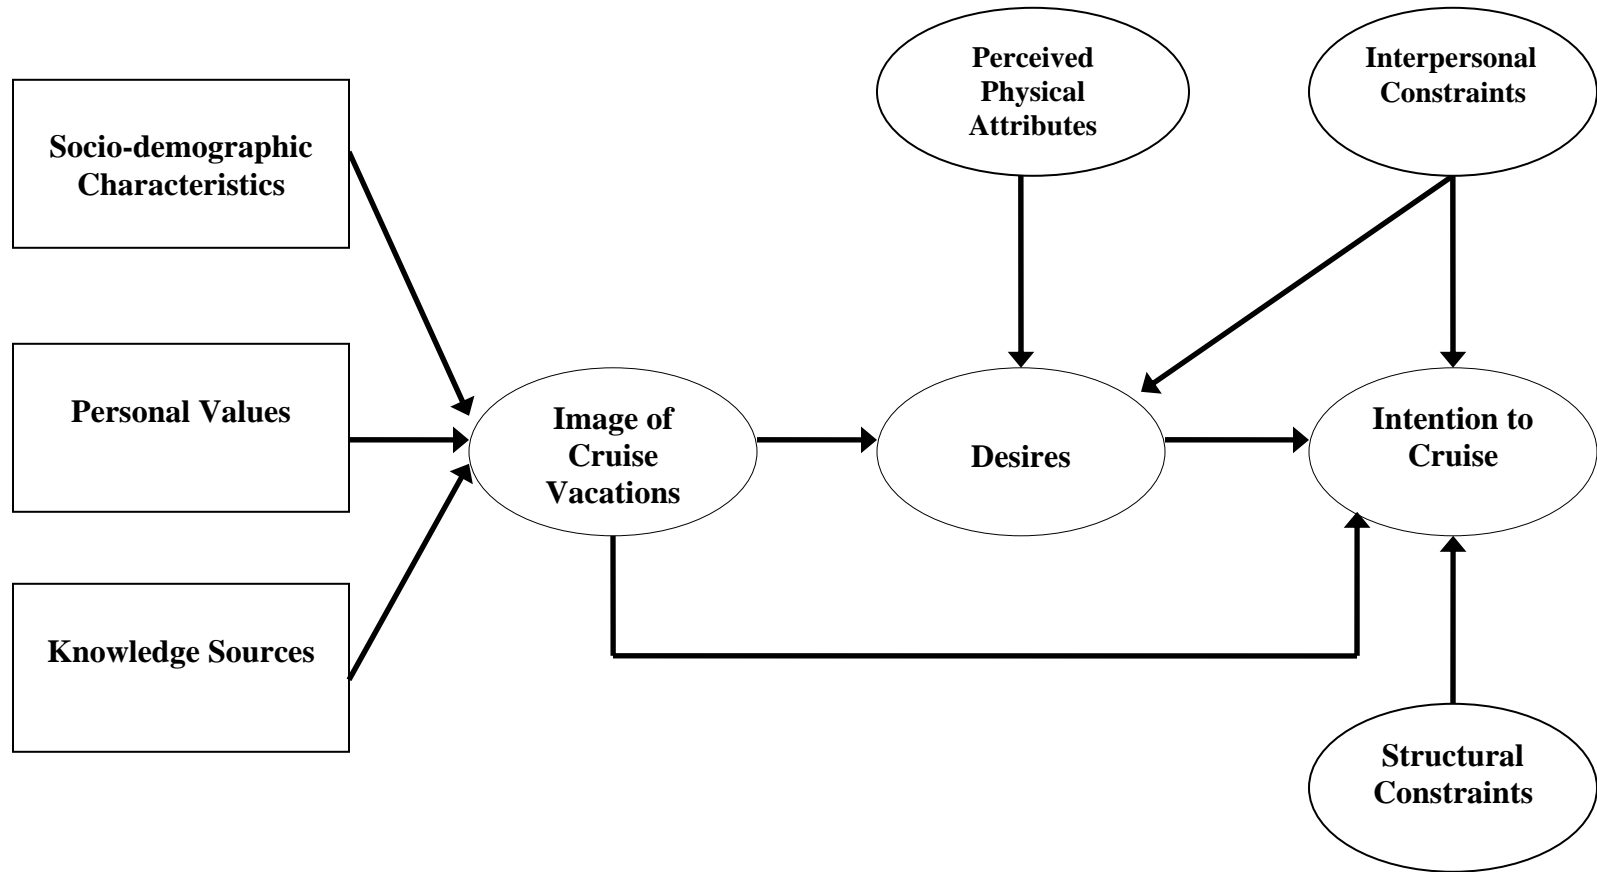 Perceived
Physical
Attributes
Interpersonal
Constraints
Socio-demographic
Characteristics
Personal Values
Image of
Cruise
Vacations
Desires
Intention to
Cruise
Knowledge Sources
Structural
Constraints